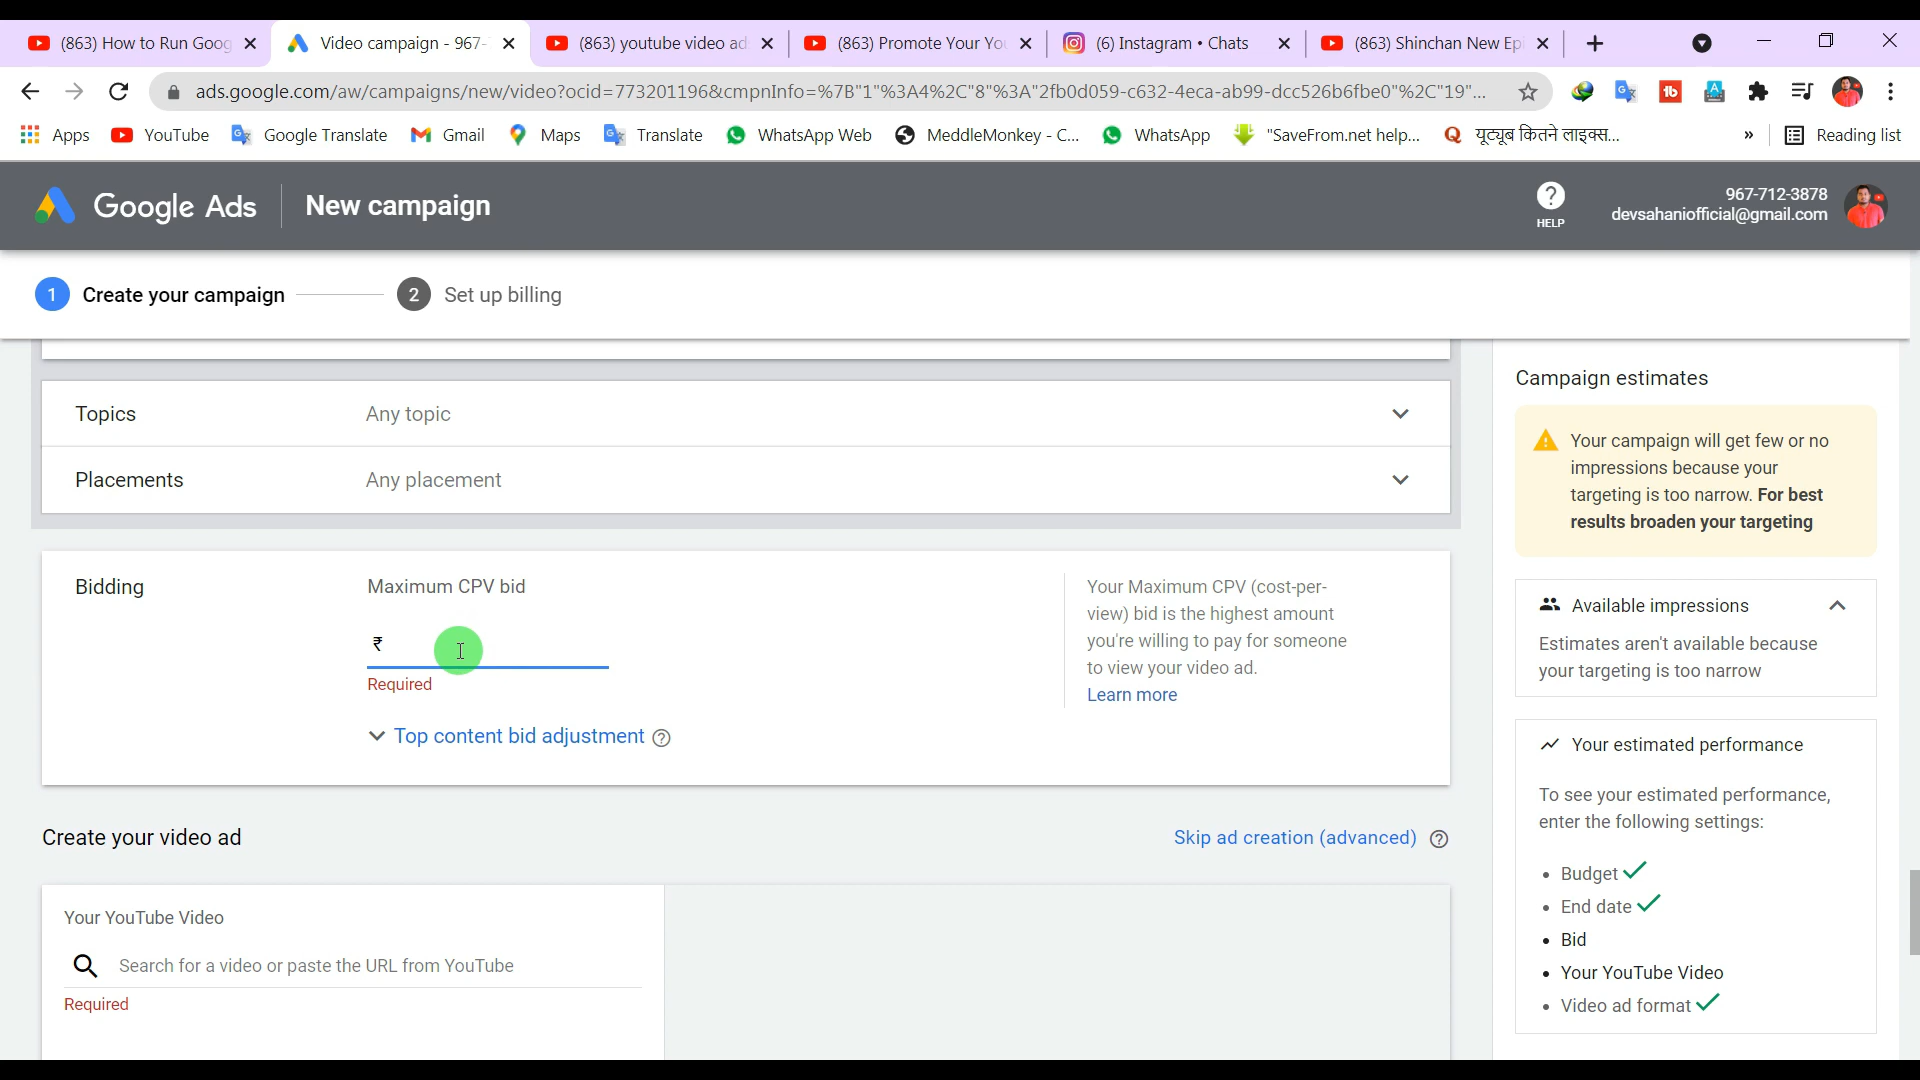 (863) How to Run Goog
Video campaign - 967-
(863) youtube video ad
(863) Promote Your Yo
(6) Instagram • Chats
(863) Shinchan New Ep
ads.google.com/aw/campaigns/new/video?ocid=773201196&cmpnInfo=%7B"1"%3A4%2C"8"%3A"2fb0d059-c632-4eca-ab99-dcc526b6fbe0"%2C"19"...
Apps YouTube Google Translate Gmail Maps Translate WhatsApp Web MeddleMonkey - C... WhatsApp "SaveFrom.net help... यूट्यूब कितने लाइक्स... » Reading list
Google Ads New campaign
HELP
967-712-3878
devsahaniofficial@gmail.com
1 Create your campaign 2 Set up billing
Topics Any topic
Placements Any placement
Bidding Maximum CPV bid
₹
Required
Top content bid adjustment
Your Maximum CPV (cost-per-
view) bid is the highest amount
you're willing to pay for someone
to view your video ad.
Learn more
Create your video ad
Skip ad creation (advanced)
Your YouTube Video
Search for a video or paste the URL from YouTube
Required
Campaign estimates
Your campaign will get few or no
impressions because your
targeting is too narrow. For best
results broaden your targeting
Available impressions
Estimates aren't available because
your targeting is too narrow
Your estimated performance
To see your estimated performance,
enter the following settings:
• Budget
• End date
• Bid
• Your YouTube Video
• Video ad format